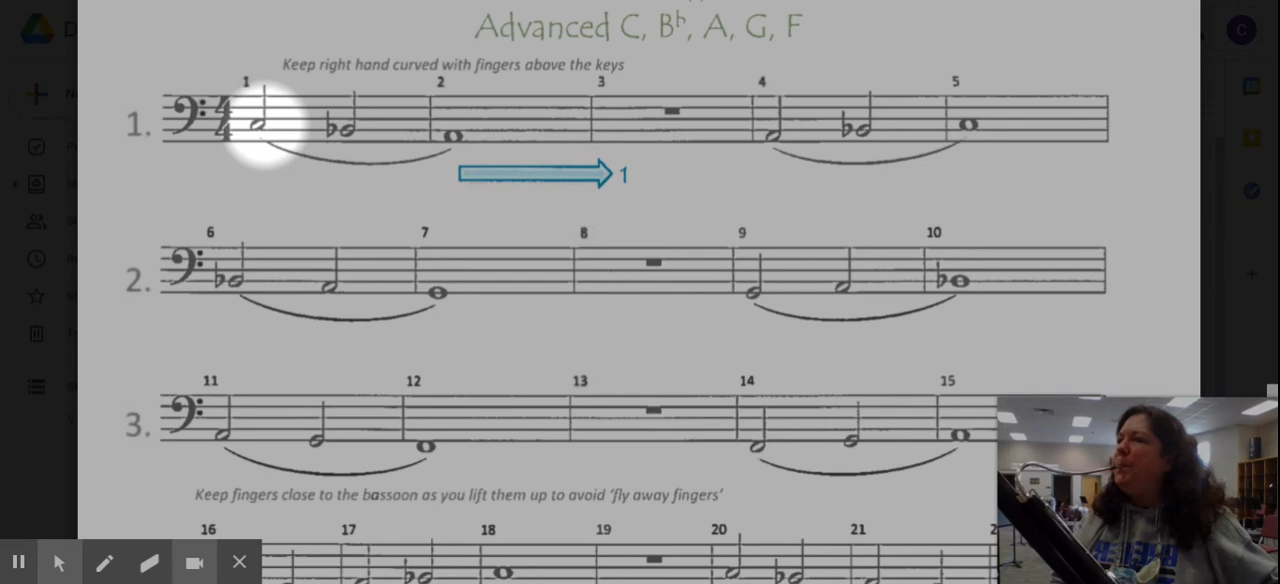 Advanced C, B♭, A, G, F
Keep right hand curved with fingers above the keys
1 2 3 4 5
1.
4
4
1
6 7 8 9 10
2.
11 12 13 14 15
3.
Keep fingers close to the bassoon as you lift them up to avoid 'fly away fingers'
16 17 18 19 20 21
C